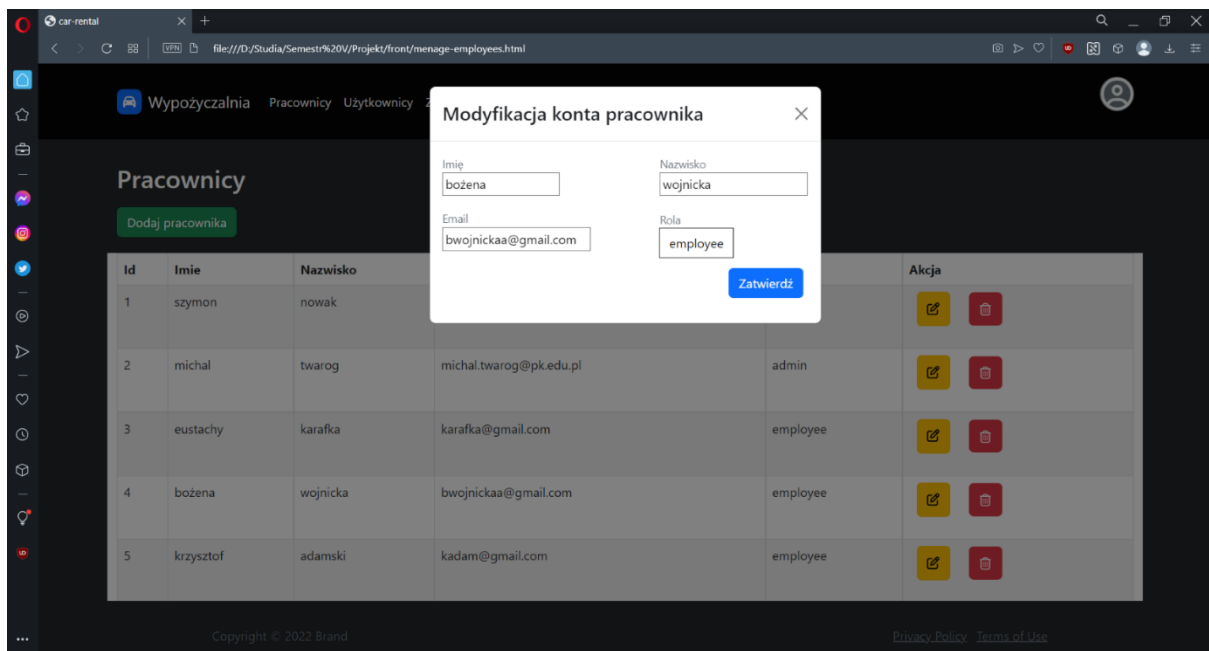 car-rental
VPN file:///D:/Studia/Semestr%20V/Projekt/front/menage-employees.html
Wypożyczalnia Pracownicy Użytkownicy
Modyfikacja konta pracownika
Imię Nazwisko
bożena wojnicka
Email Rola
bwojnickaa@gmail.com employee
Zatwierdź
Pracownicy
Dodaj pracownika
Id Imie Nazwisko Akcja
1 szymon nowak
2 michal twarog michal.twarog@pk.edu.pl admin
3 eustachy karafka karafka@gmail.com employee
4 bożena wojnicka bwojnickaa@gmail.com employee
5 krzysztof adamski kadam@gmail.com employee
Copyright © 2022 Brand Privacy Policy Terms of Use